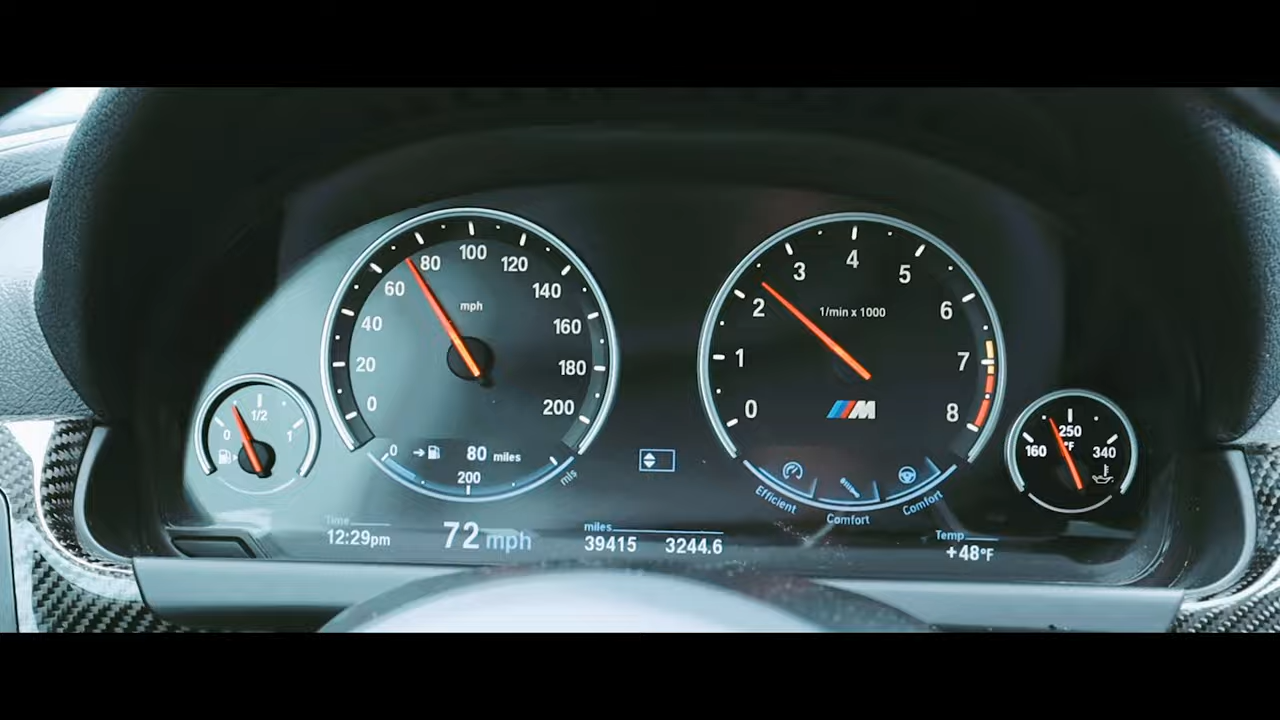 0 20 40 60 80 100 120 140 160 180 200
mph
0 80 miles
200
mls
0 1 2 3 4 5 6 7 8
1/min x 1000
M
Efficient Comfort Comfort
0 1/2 1
160 250 340
°F
Time
12:29pm
72 mph
miles
39415 3244.6
Temp
+48°F